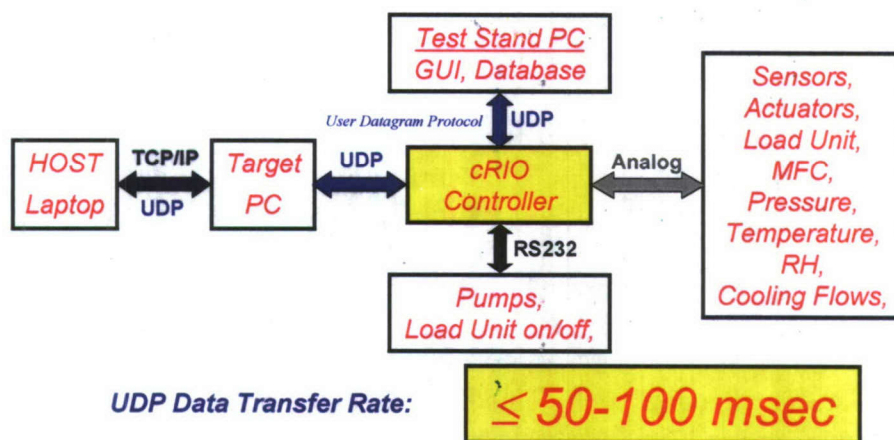 Test Stand PC
GUI, Database
User Datagram Protocol
UDP
HOST
Laptop
TCP/IP
UDP
Target
PC
UDP
cRIO
Controller
Analog
Sensors,
Actuators,
Load Unit,
MFC,
Pressure,
Temperature,
RH,
Cooling Flows,
RS232
Pumps,
Load Unit on/off,
UDP Data Transfer Rate:
≤ 50-100 msec